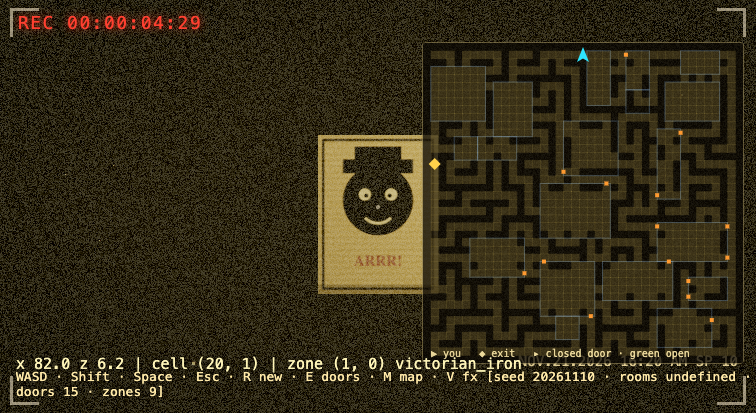 REC 00:00:04:29
ARRR!
▶ you ◆ exit ▪ closed door · green open
x 82.0 z 6.2 | cell (20, 1) | zone (1, 0) victorian_iron
WASD · Shift · Space · Esc · R new · E doors · M map · V fx [seed 20261110 · rooms undefined ·
doors 15 · zones 9]